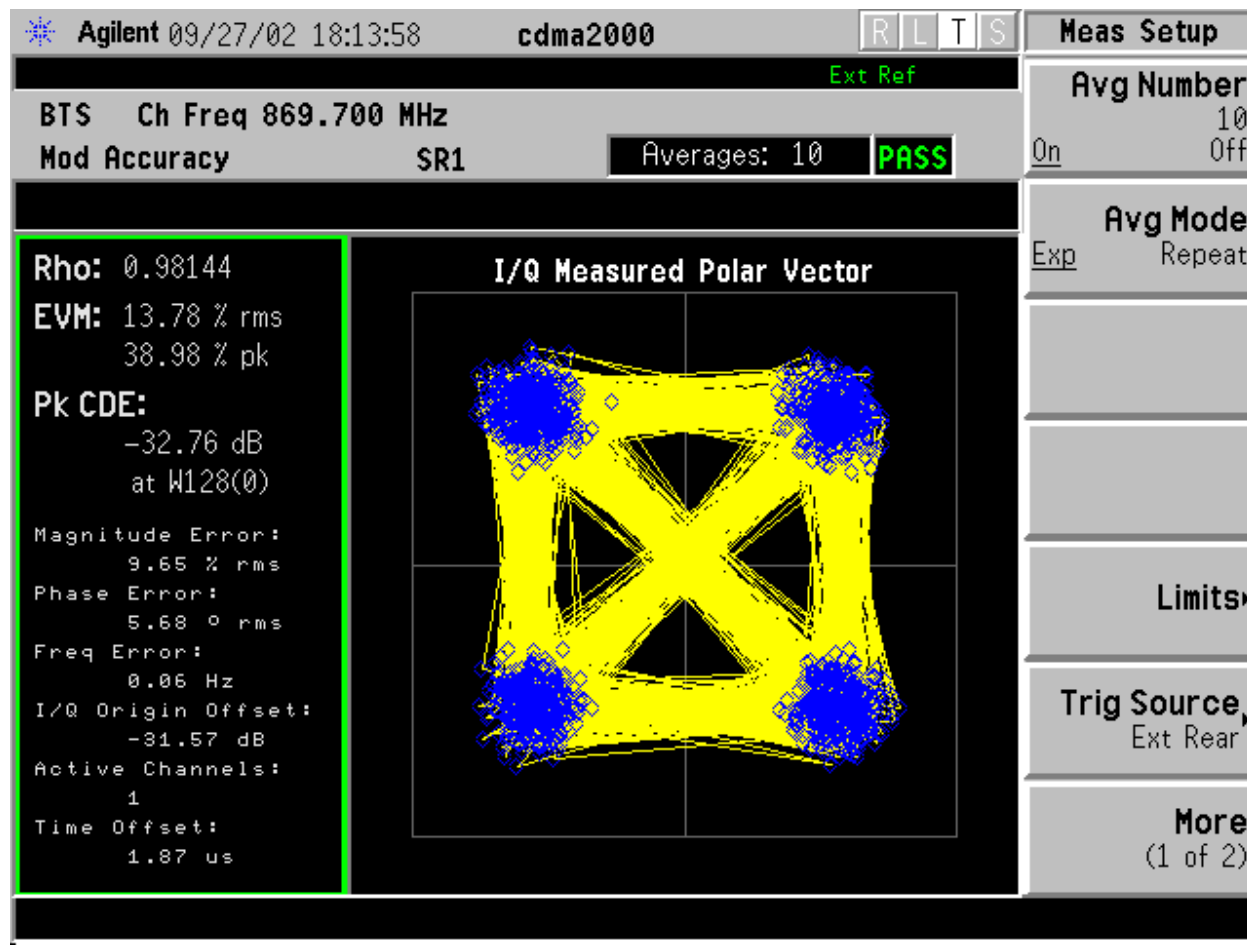 Agilent 09/27/02 18:13:58 cdma2000 R L T S
Ext Ref
BTS Ch Freq 869.700 MHz
Mod Accuracy SR1 Averages: 10 PASS
Rho: 0.98144
EVM: 13.78 % rms
38.98 % pk
Pk CDE:
-32.76 dB
at W128(0)
Magnitude Error:
9.65 % rms
Phase Error:
5.68 º rms
Freq Error:
0.06 Hz
I/Q Origin Offset:
-31.57 dB
Active Channels:
1
Time Offset:
1.87 us
I/Q Measured Polar Vector
Meas Setup
Avg Number
10
On Off
Avg Mode
Exp Repeat
Limits
Trig Source
Ext Rear
More
(1 of 2)